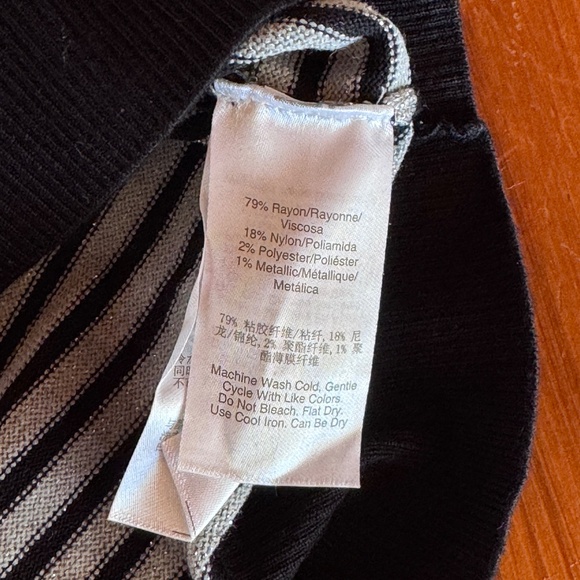 79% Rayon/Rayonne/
Viscosa
18% Nylon/Poliamida
2% Polyester/Poliéster
1% Metallic/Métallique/
Metálica
79% 粘胶纤维/粘纤, 18% 尼
龙/锦纶, 2% 聚酯纤维, 1% 聚
酯薄膜纤维
Machine Wash Cold, Gentle
Cycle With Like Colors.
Do Not Bleach. Flat Dry.
Use Cool Iron. Can Be Dry